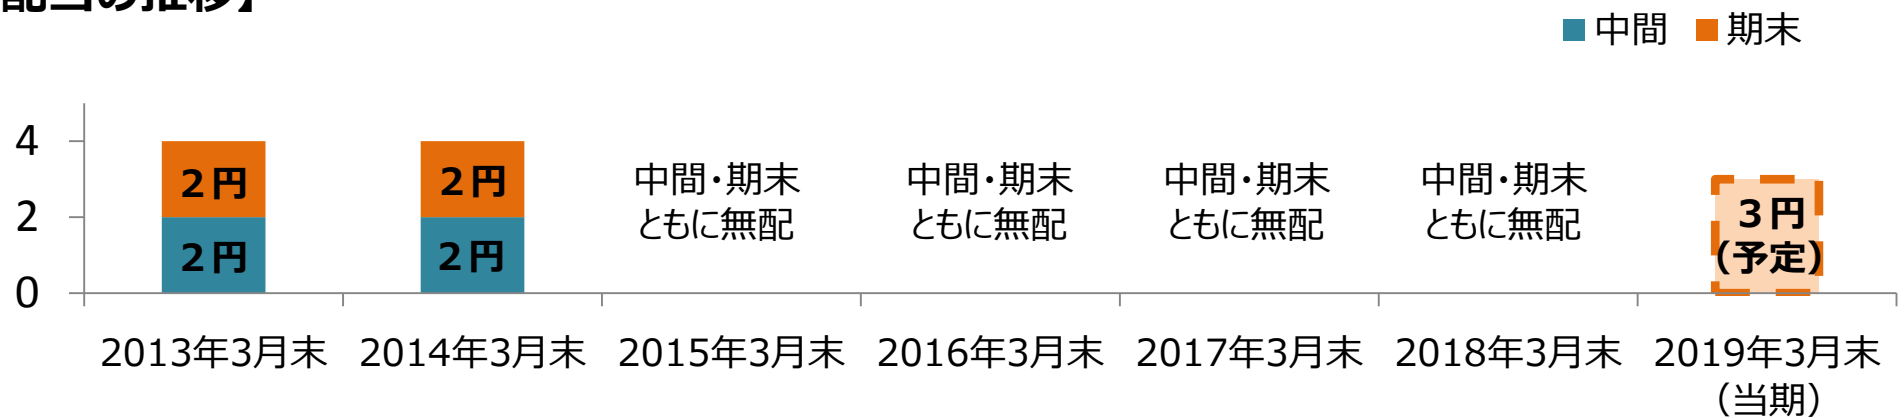 配当の推移】
中間 期末
4
2
0
２円
２円
２円
２円
中間・期末
ともに無配
中間・期末
ともに無配
中間・期末
ともに無配
中間・期末
ともに無配
３円
（予定）
2013年3月末 2014年3月末 2015年3月末 2016年3月末 2017年3月末 2018年3月末 2019年3月末
（当期）